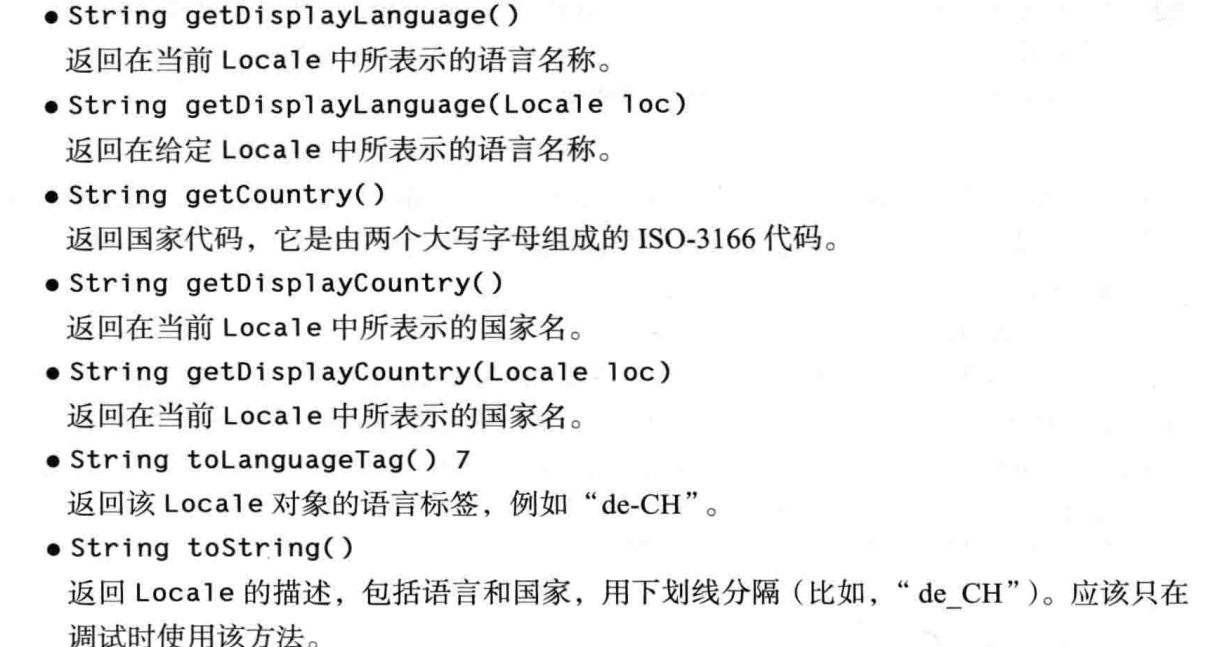 ● String getDisplayLanguage()
返回在当前 Locale 中所表示的语言名称。
● String getDisplayLanguage(Locale loc)
返回在给定 Locale 中所表示的语言名称。
● String getCountry()
返回国家代码，它是由两个大写字母组成的 ISO-3166 代码。
● String getDisplayCountry()
返回在当前 Locale 中所表示的国家名。
● String getDisplayCountry(Locale loc)
返回在当前 Locale 中所表示的国家名。
● String toLanguageTag() 7
返回该 Locale 对象的语言标签，例如“de-CH”。
● String toString()
返回 Locale 的描述，包括语言和国家，用下划线分隔（比如，“de_CH”）。应该只在
调试时使用该方法。